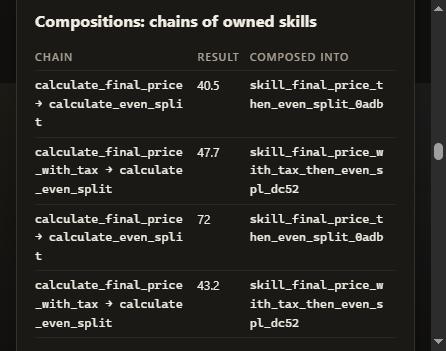 Compositions: chains of owned skills
CHAIN RESULT COMPOSED INTO
calculate_final_price 40.5 skill_final_price_t
→ calculate_even_spli hen_even_split_0adb
t
calculate_final_price 47.7 skill_final_price_w
_with_tax → calculate ith_tax_then_even_s
_even_split pl_dc52
calculate_final_price 72 skill_final_price_t
→ calculate_even_spli hen_even_split_0adb
t
calculate_final_price 43.2 skill_final_price_w
_with_tax → calculate ith_tax_then_even_s
_even_split pl_dc52